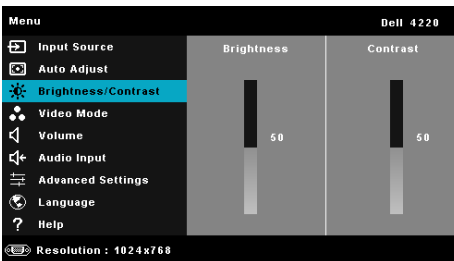 Menu Dell 4220
Input Source
Auto Adjust
Brightness/Contrast
Video Mode
Volume
Audio Input
Advanced Settings
Language
? Help
Brightness Contrast
50 50
Resolution : 1024x768